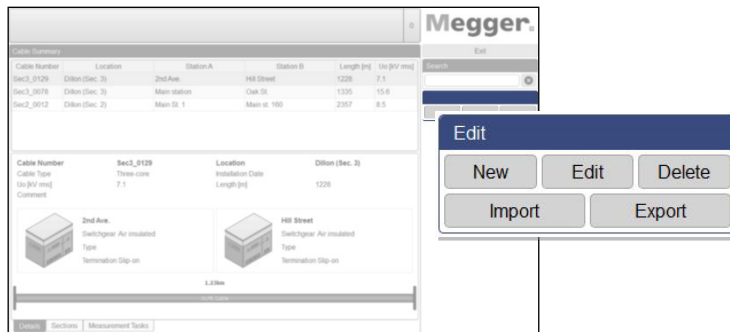 Megger.
Cable Summary
Exit
Cable Number Location Station A Station B Length [m] Uo [kV rms]
Search
Sec3_0129 Dillon (Sec. 3) 2nd Ave. Hill Street 1228 7.1
Sec3_0078 Dillon (Sec. 3) Main station Oak St. 1335 15.6
Sec2_0012 Dillon (Sec. 2) Main St. 1 Main st. 160 2357 8.5
Edit
New Edit Delete
Import Export
Cable Number Sec3_0129 Location Dillon (Sec. 3)
Cable Type Three-core Installation Date
Uo [kV rms] 7.1 Length [m] 1228
Comment
2nd Ave. Hill Street
Switchgear Air insulated Switchgear Air insulated
Type Type
Termination Slip-on Termination Slip-on
1.23km
Details Sections Measurement Tasks